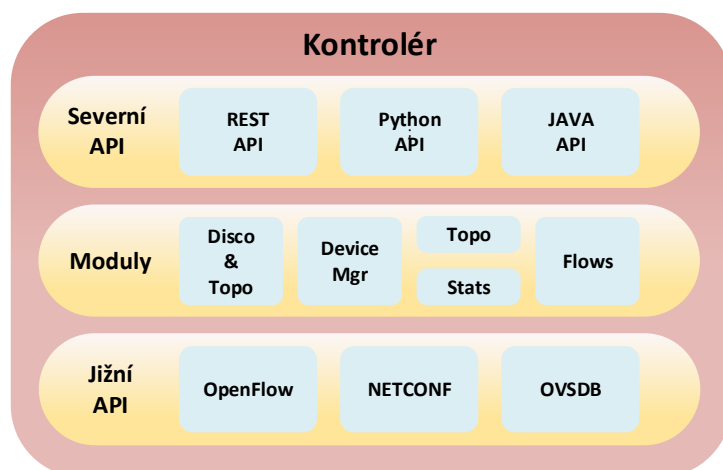 Kontrolér
Severní
API
REST
API
Python
API
JAVA
API
Moduly
Disco
&
Topo
Device
Mgr
Topo
Stats
Flows
Jižní
API
OpenFlow
NETCONF
OVSDB